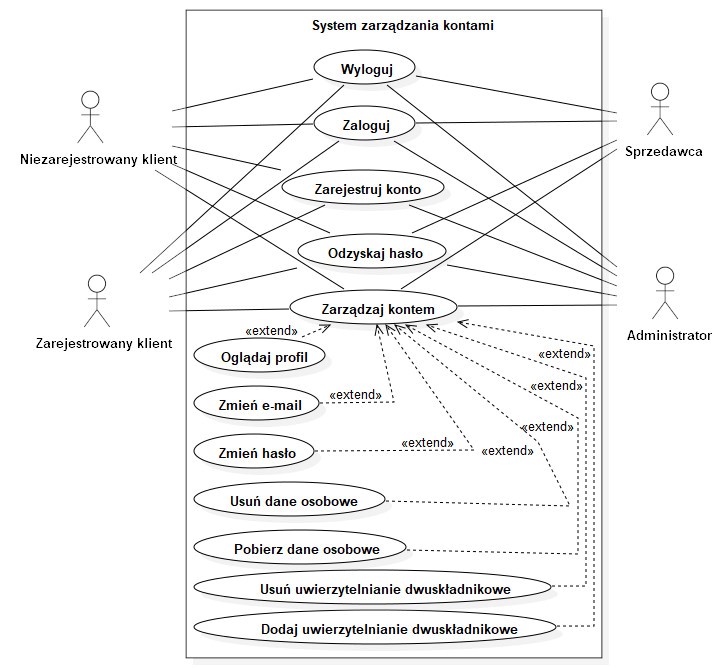 System zarządzania kontami
Wyloguj
Zaloguj
Niezarejestrowany klient
Sprzedawca
Zarejestruj konto
Odzyskaj hasło
Zarządzaj kontem
Zarejestrowany klient
Administrator
«extend»
Oglądaj profil
«extend»
Zmień e-mail
«extend»
«extend»
Zmień hasło
«extend»
«extend»
«extend»
Usuń dane osobowe
Pobierz dane osobowe
Usuń uwierzytelnianie dwuskładnikowe
Dodaj uwierzytelnianie dwuskładnikowe